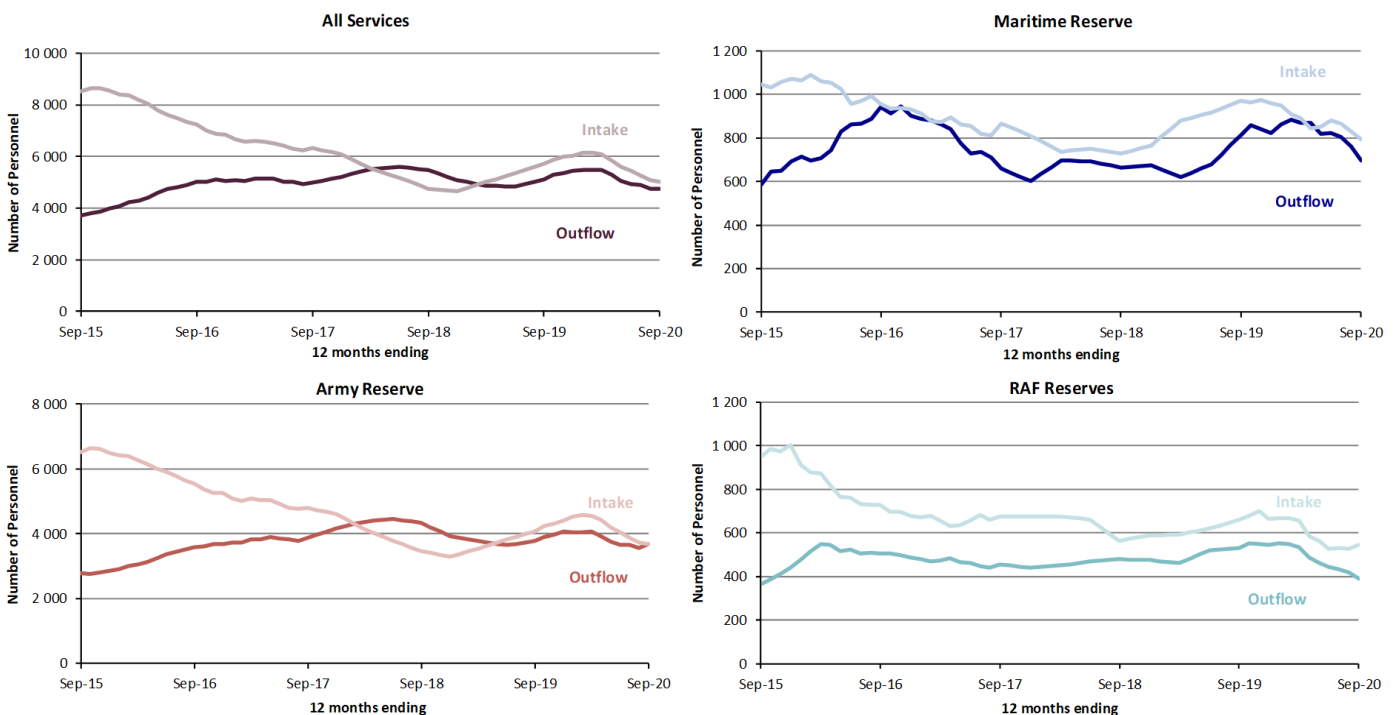 All Services
Number of Personnel
10 000
8 000
6 000
4 000
2 000
0
Intake
Outflow
Sep-15 Sep-16 Sep-17 Sep-18 Sep-19 Sep-20
12 months ending
Maritime Reserve
Number of Personnel
1 200
1 000
800
600
400
200
0
Intake
Outflow
Sep-15 Sep-16 Sep-17 Sep-18 Sep-19 Sep-20
12 months ending
Army Reserve
Number of Personnel
8 000
6 000
4 000
2 000
0
Intake
Outflow
Sep-15 Sep-16 Sep-17 Sep-18 Sep-19 Sep-20
12 months ending
RAF Reserves
Number of Personnel
1 200
1 000
800
600
400
200
0
Intake
Outflow
Sep-15 Sep-16 Sep-17 Sep-18 Sep-19 Sep-20
12 months ending